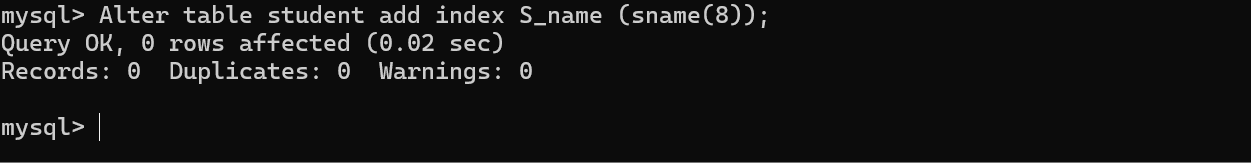 mysql> Alter table student add index S_name (sname(8));
Query OK, 0 rows affected (0.02 sec)
Records: 0  Duplicates: 0  Warnings: 0
mysql>